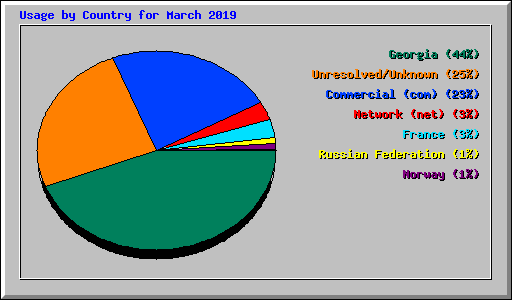 Usage by Country for March 2019
Georgia (44%)
Unresolved/Unknown (25%)
Commercial (com) (23%)
Network (net) (3%)
France (3%)
Russian Federation (1%)
Norway (1%)